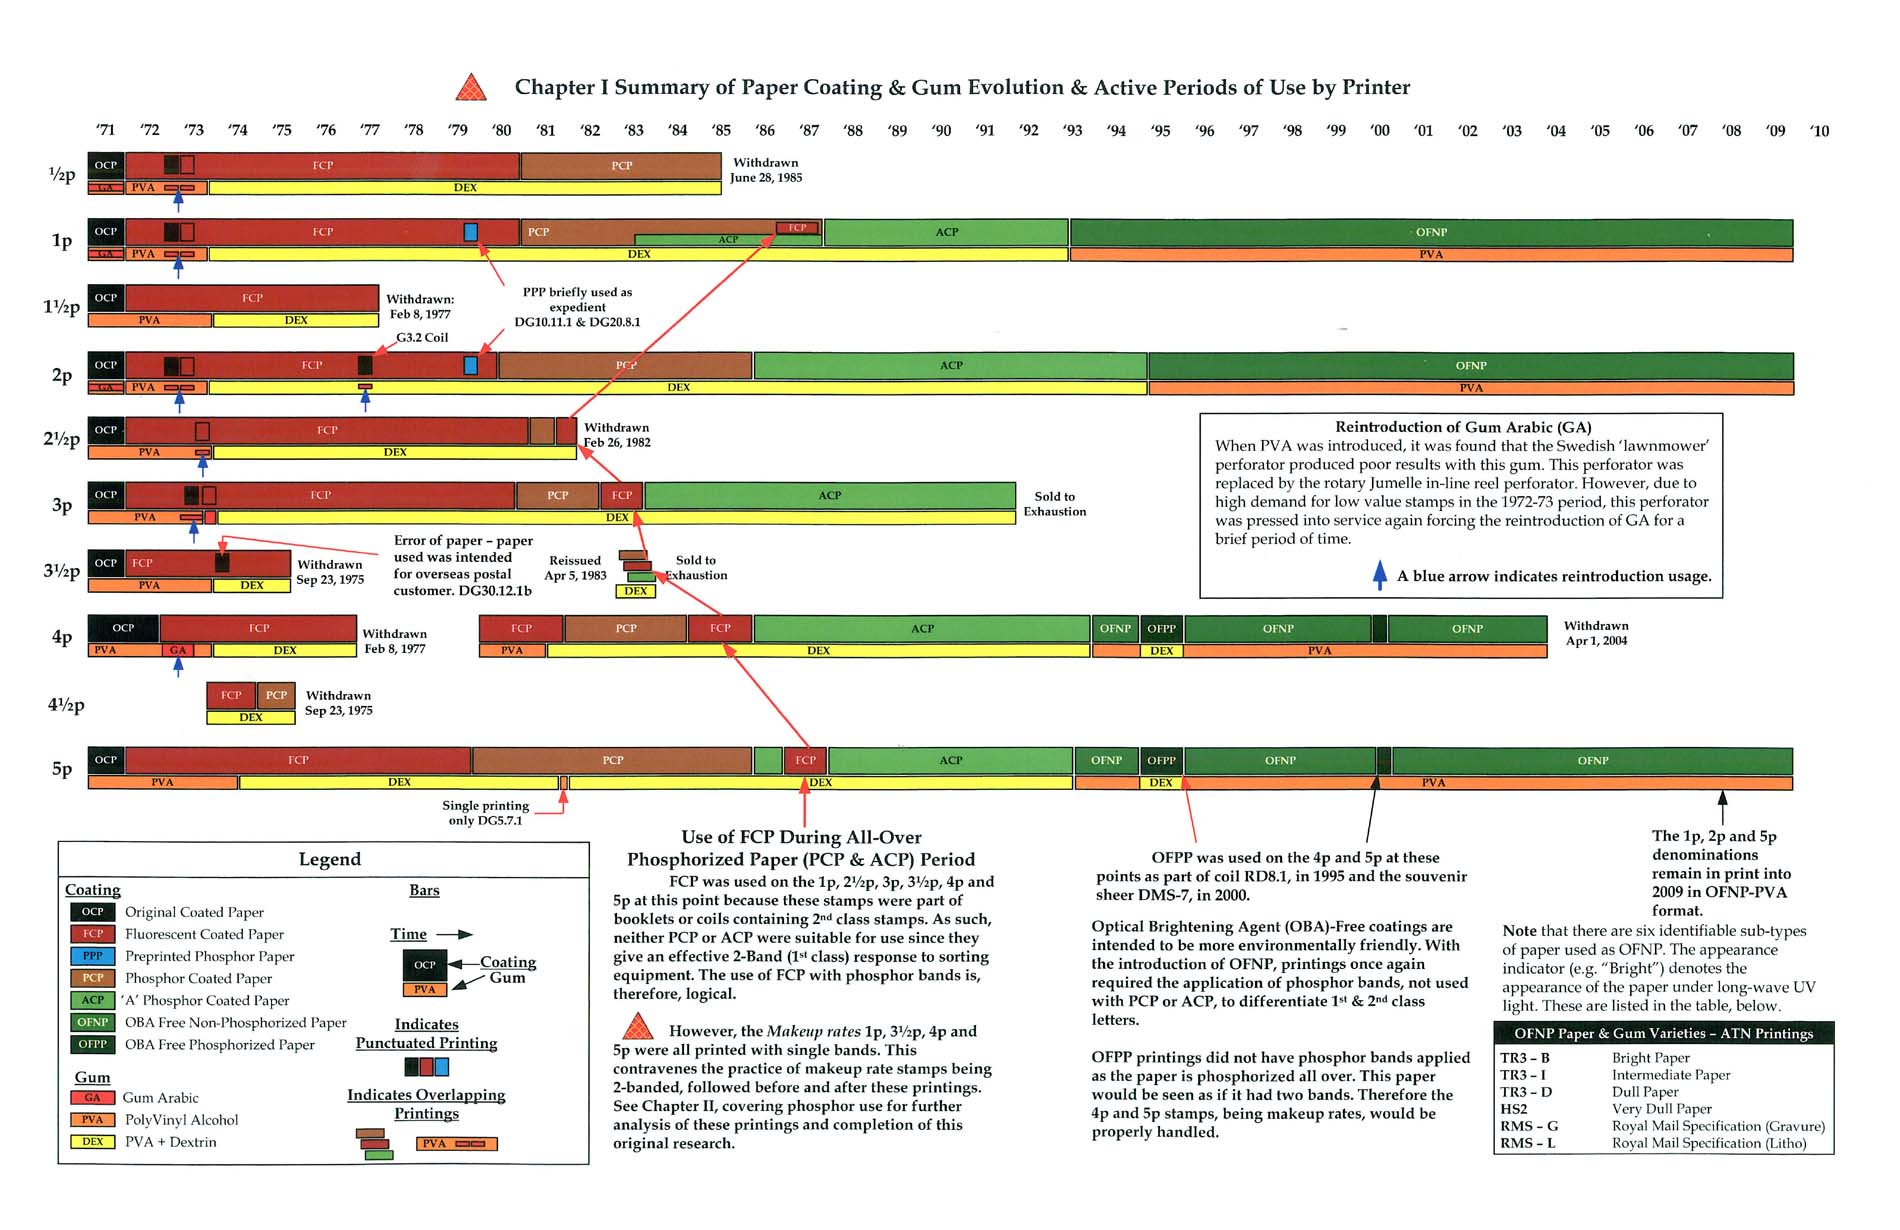 Chapter I Summary of Paper Coating & Gum Evolution & Active Periods of Use by Printer
'71 '72 '73 '74 '75 '76 '77 '78 '79 '80 '81 '82 '83 '84 '85 '86 '87 '88 '89 '90 '91 '92 '93 '94 '95 '96 '97 '98 '99 '00 '01 '02 '03 '04 '05 '06 '07 '08 '09 '10
½p
OCP FCP PCP
GA PVA DEX
Withdrawn
June 28, 1985
1p
OCP FCP PCP ACP FCP ACP OFNP
GA PVA DEX PVA
PPP briefly used as
expedient
DG10.11.1 & DG20.8.1
1½p
OCP FCP
PVA DEX
Withdrawn:
Feb 8, 1977
G3.2 Coil
2p
OCP FCP PCP ACP OFNP
GA PVA DEX PVA
2½p
OCP FCP
PVA DEX
Withdrawn
Feb 26, 1982
3p
OCP FCP PCP FCP ACP
PVA DEX
Sold to
Exhaustion
3½p
OCP FCP
PVA DEX
Withdrawn
Sep 23, 1975
Error of paper – paper
used was intended
for overseas postal
customer. DG30.12.1b
Reissued
Apr 5, 1983
DEX
Sold to
Exhaustion
4p
OCP FCP
PVA GA DEX
Withdrawn
Feb 8, 1977
FCP PCP FCP ACP OFNP OFPP OFNP OFNP
PVA DEX DEX PVA
Withdrawn
Apr 1, 2004
4½p
FCP PCP
DEX
Withdrawn
Sep 23, 1975
5p
OCP FCP PCP FCP ACP OFNP OFPP OFNP OFNP
PVA DEX DEX DEX PVA
Single printing
only DG5.7.1
Reintroduction of Gum Arabic (GA)
When PVA was introduced, it was found that the Swedish 'lawnmower'
perforator produced poor results with this gum. This perforator was
replaced by the rotary Jumelle in-line reel perforator. However, due to
high demand for low value stamps in the 1972-73 period, this perforator
was pressed into service again forcing the reintroduction of GA for a
brief period of time.
A blue arrow indicates reintroduction usage.
Legend
Coating
OCP Original Coated Paper
FCP Fluorescent Coated Paper
PPP Preprinted Phosphor Paper
PCP Phosphor Coated Paper
ACP 'A' Phosphor Coated Paper
OFNP OBA Free Non-Phosphorized Paper
OFPP OBA Free Phosphorized Paper
Gum
GA Gum Arabic
PVA PolyVinyl Alcohol
DEX PVA + Dextrin
Bars
Time
OCP Coating
PVA Gum
Indicates
Punctuated Printing
Indicates Overlapping
Printings
PVA
Use of FCP During All-Over
Phosphorized Paper (PCP & ACP) Period
FCP was used on the 1p, 2½p, 3p, 3½p, 4p and
5p at this point because these stamps were part of
booklets or coils containing 2nd class stamps. As such,
neither PCP or ACP were suitable for use since they
give an effective 2-Band (1st class) response to sorting
equipment. The use of FCP with phosphor bands is,
therefore, logical.
However, the Makeup rates 1p, 3½p, 4p and
5p were all printed with single bands. This
contravenes the practice of makeup rate stamps being
2-banded, followed before and after these printings.
See Chapter II, covering phosphor use for further
analysis of these printings and completion of this
original research.
OFPP was used on the 4p and 5p at these
points as part of coil RD8.1, in 1995 and the souvenir
sheer DMS-7, in 2000.
Optical Brightening Agent (OBA)-Free coatings are
intended to be more environmentally friendly. With
the introduction of OFNP, printings once again
required the application of phosphor bands, not used
with PCP or ACP, to differentiate 1st & 2nd class
letters.
OFPP printings did not have phosphor bands applied
as the paper is phosphorized all over. This paper
would be seen as if it had two bands. Therefore the
4p and 5p stamps, being makeup rates, would be
properly handled.
The 1p, 2p and 5p
denominations
remain in print into
2009 in OFNP-PVA
format.
Note that there are six identifiable sub-types
of paper used as OFNP. The appearance
indicator (e.g. "Bright") denotes the
appearance of the paper under long-wave UV
light. These are listed in the table, below.
OFNP Paper & Gum Varieties – ATN Printings
TR3 – B Bright Paper
TR3 – I Intermediate Paper
TR3 – D Dull Paper
HS2 Very Dull Paper
RMS – G Royal Mail Specification (Gravure)
RMS – L Royal Mail Specification (Litho)